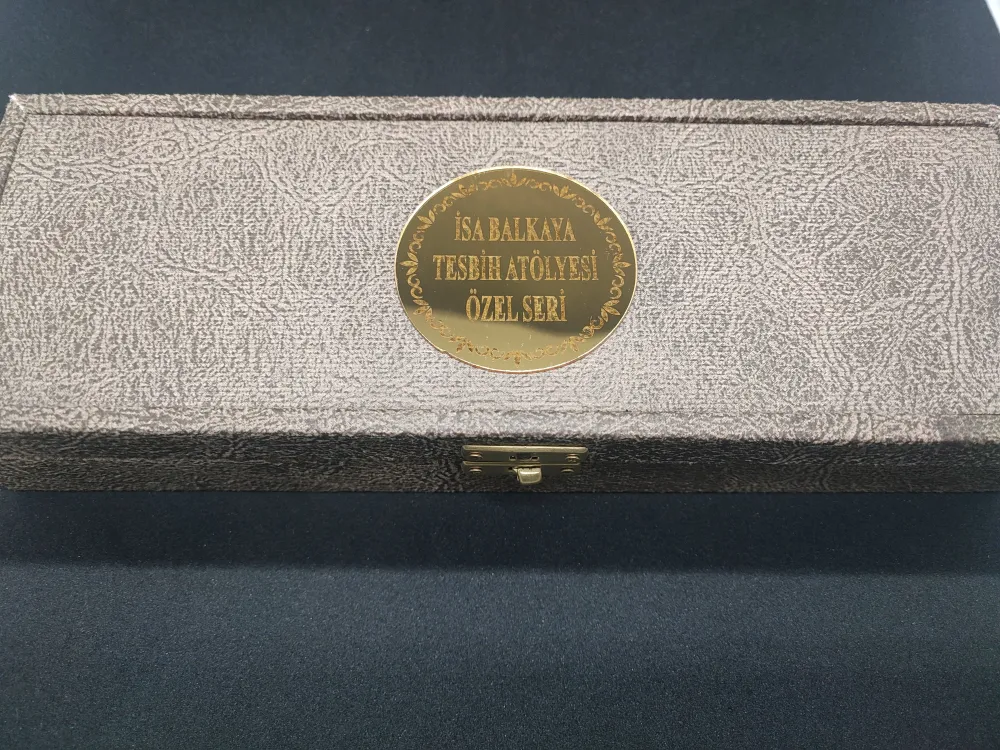 İSA BALKAYA
TESBİH ATÖLYESİ
ÖZEL SERİ